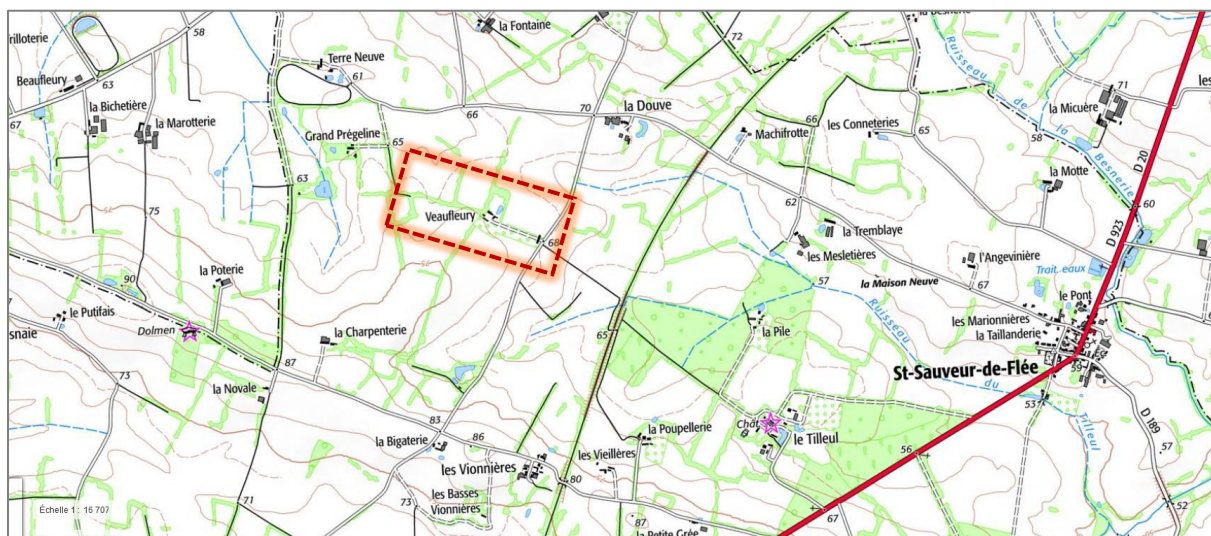 la Fontaine
58
72
la Besnerie
rilloterie
Terre Neuve
Beaufleury
63
61
71
les
la Bichetière
la Micuère
66
70
la Douve
66
67
la Marotterie
Machifrotte
les Conneteries
58
Ruisseau
de
la
Besnerie
D 20
Grand Prégeline
65
65
la Motte
63
62
60
75
Veaufleury
68
la Tremblaye
D 923
les Mesletières
l'Angevinière
Trait. eaux
la Poterie
57
la Maison Neuve
67
90
le Pont
le Putifais
Dolmen
snaie
la Charpenterie
65
la Pile
Ruisseau
du
Tilleul
les Marionnières
la Taillanderie
St-Sauveur-de-Flée
59
87
73
la Novale
53
83
Chât.
D 189
la Bigaterie
86
la Poupellerie
le Tilleul
57
les Vionnières
les Vieillères
56
80
les Basses
Vionnières
71
73
52
Échelle 1 : 16 707
87
67
la Petite Grée